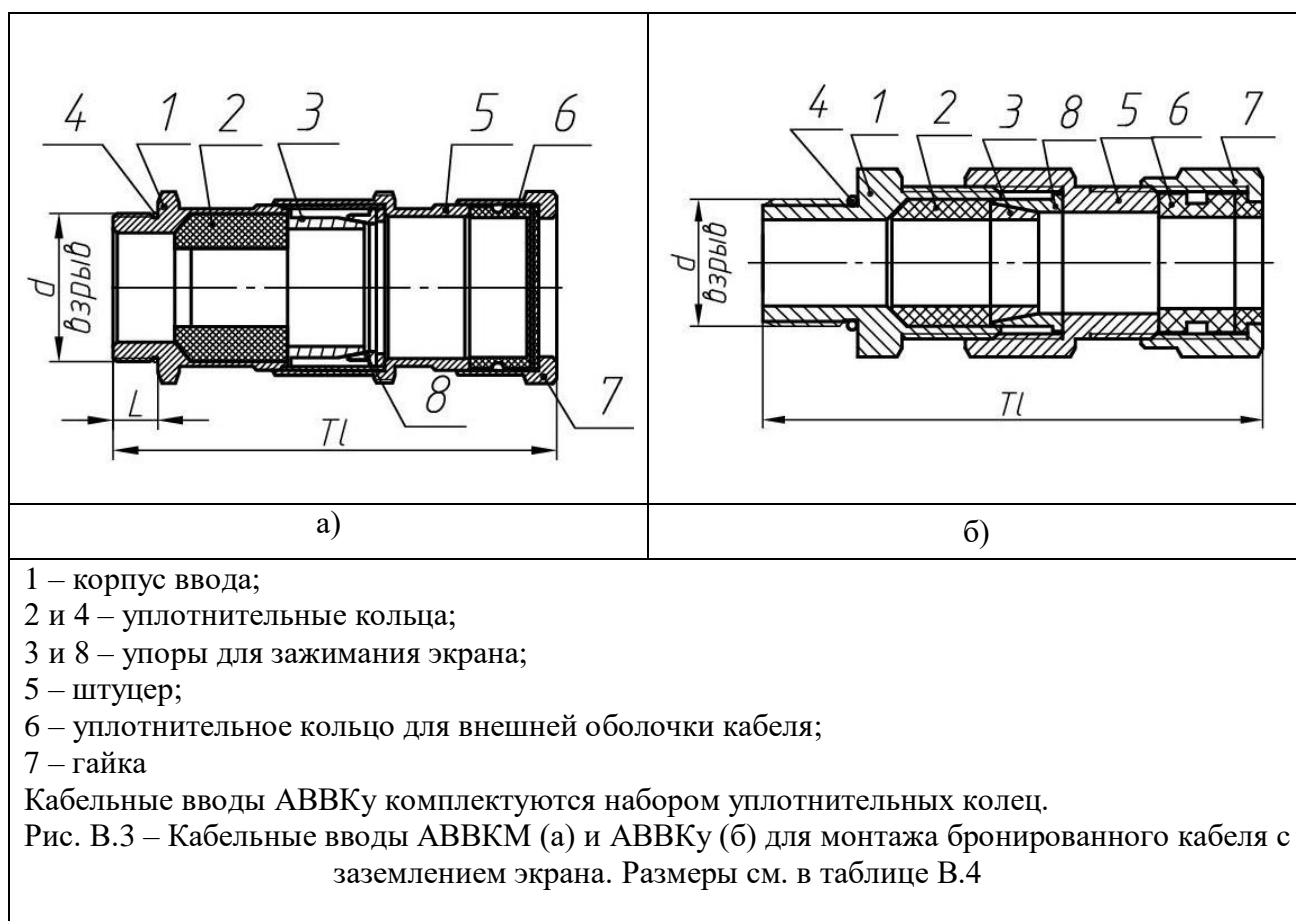 4 1 2 3 5 6
d
взрыв
8
7
L
Tl
4 1 2 3 8 5 6 7
d
взрыв
Tl
а)
б)
1 – корпус ввода;
2 и 4 – уплотнительные кольца;
3 и 8 – упоры для зажимания экрана;
5 – штуцер;
6 – уплотнительное кольцо для внешней оболочки кабеля;
7 – гайка
Кабельные вводы АВВКу комплектуются набором уплотнительных колец.
Рис. В.3 – Кабельные вводы АВВКМ (а) и АВВКу (б) для монтажа бронированного кабеля с
заземлением экрана. Размеры см. в таблице В.4